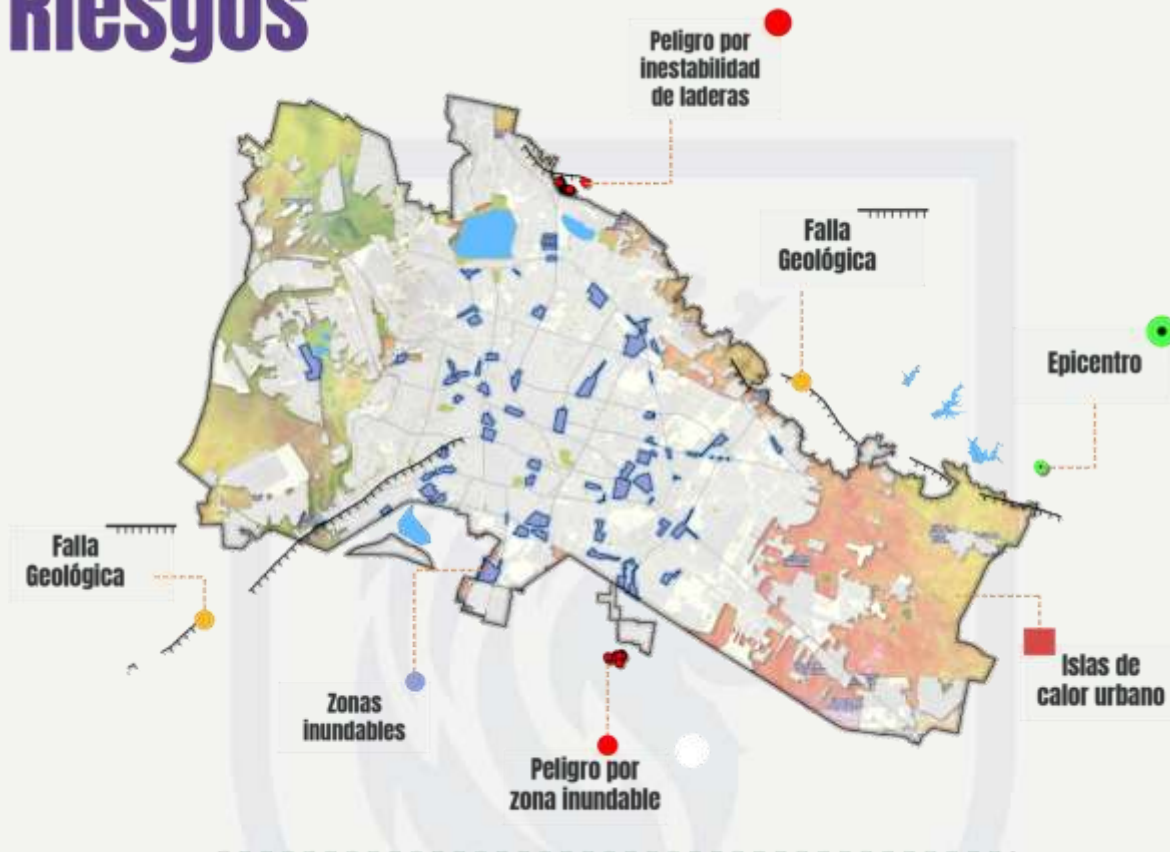 Riesgos
Peligro por
inestabilidad
de laderas
Falla
Geológica
Epicentro
Falla
Geológica
Islas de
calor urbano
Zonas
inundables
Peligro por
zona inundable